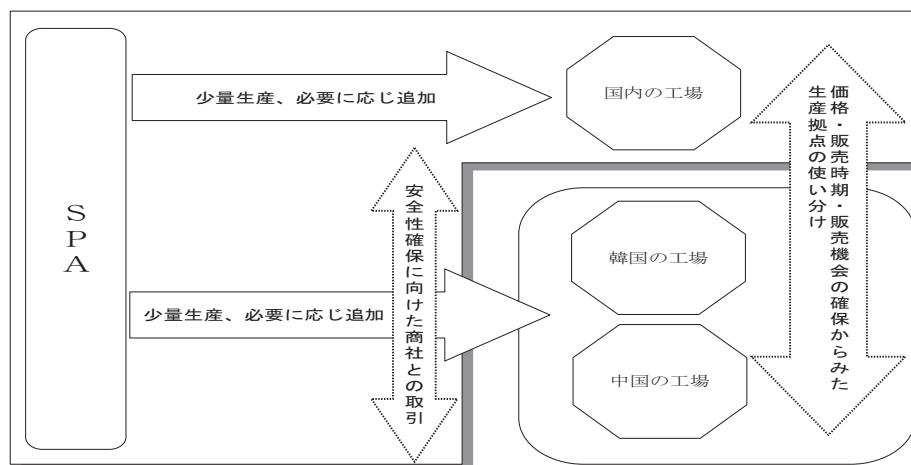 少量生産、必要に応じ追加
国内の工場
価格・販売時期・販売機会の確保からみた
生産拠点の使い分け
SPA
安全性確保に向けた商社との取引
韓国の工場
少量生産、必要に応じ追加
中国の工場